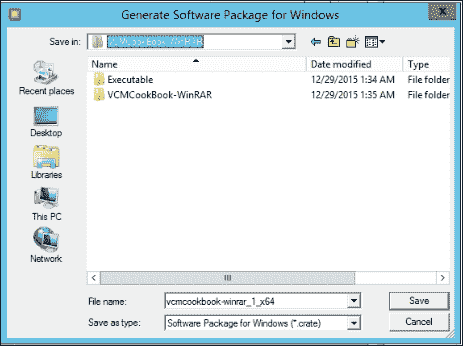 Generate Software Package for Windows
Save in:
Name
Date modified
Type
Executable
12/29/2015 1:34 AM
File folder
VCMCookBook-WinRAR
12/29/2015 1:35 AM
File folder
Recent places
Desktop
Libraries
This PC
Network
File name:
vcmcookbook-winrar_1_x64
Save
Save as type:
Software Package for Windows (*.crate)
Cancel